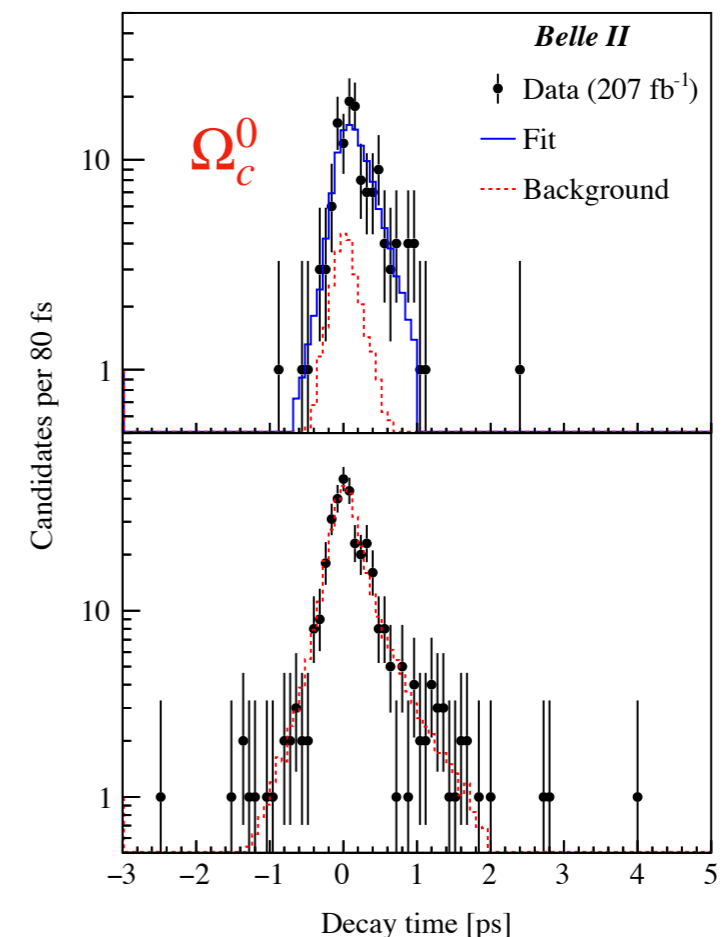 Belle II
Data (207 fb⁻¹)
Fit
Background
Ω⁰c
Candidates per 80 fs
10
1
10
1
−3 −2 −1 0 1 2 3 4 5
Decay time [ps]